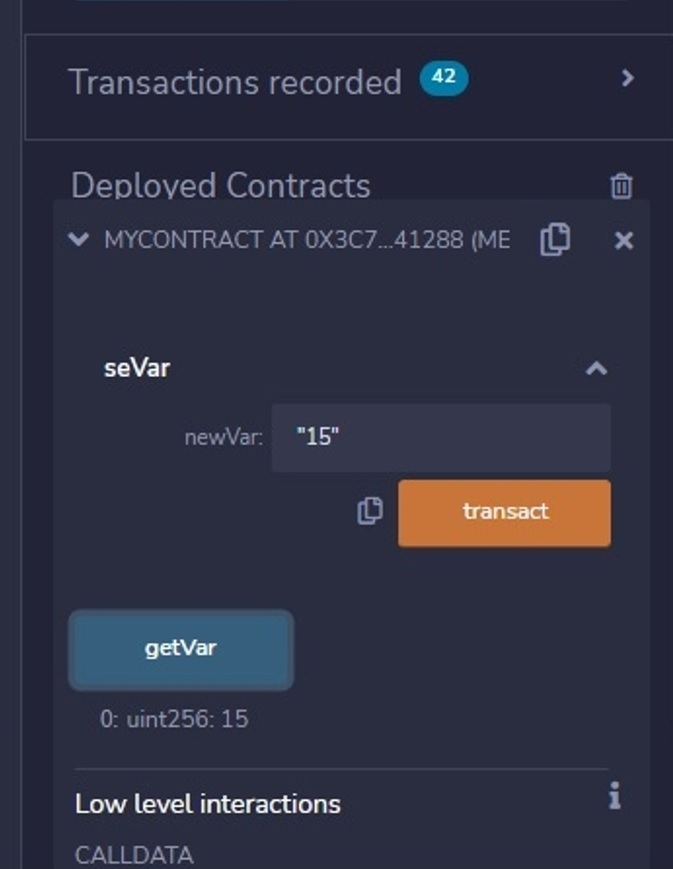 Transactions recorded 42
Deployed Contracts
MYCONTRACT AT 0X3C7...41288 (ME
seVar
newVar: "15"
transact
getVar
0: uint256: 15
Low level interactions
CALLDATA